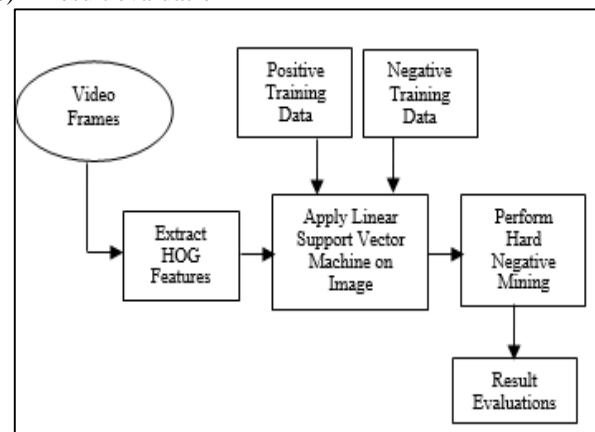 Video
Frames
Positive
Training
Data
Negative
Training
Data
Extract
HOG
Features
Apply Linear
Support Vector
Machine on
Image
Perform
Hard
Negative
Mining
Result
Evaluations